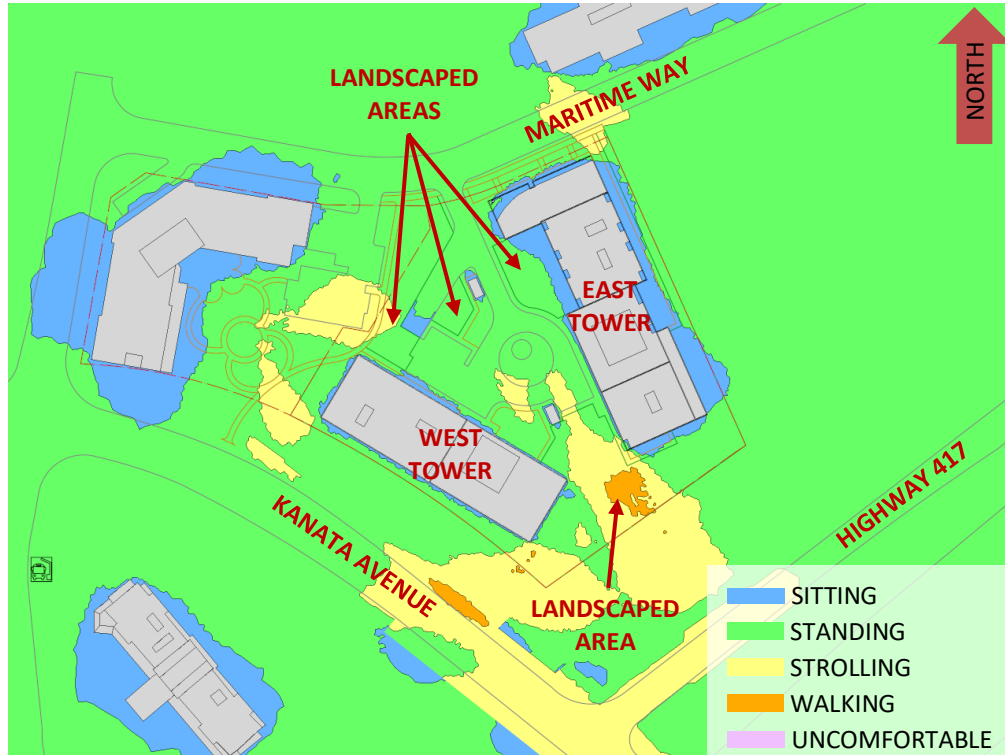 NORTH
LANDSCAPED
AREAS
MARITIME WAY
EAST
TOWER
WEST
TOWER
HIGHWAY 417
KANATA AVENUE
LANDSCAPED
AREA
SITTING
STANDING
STROLLING
WALKING
UNCOMFORTABLE